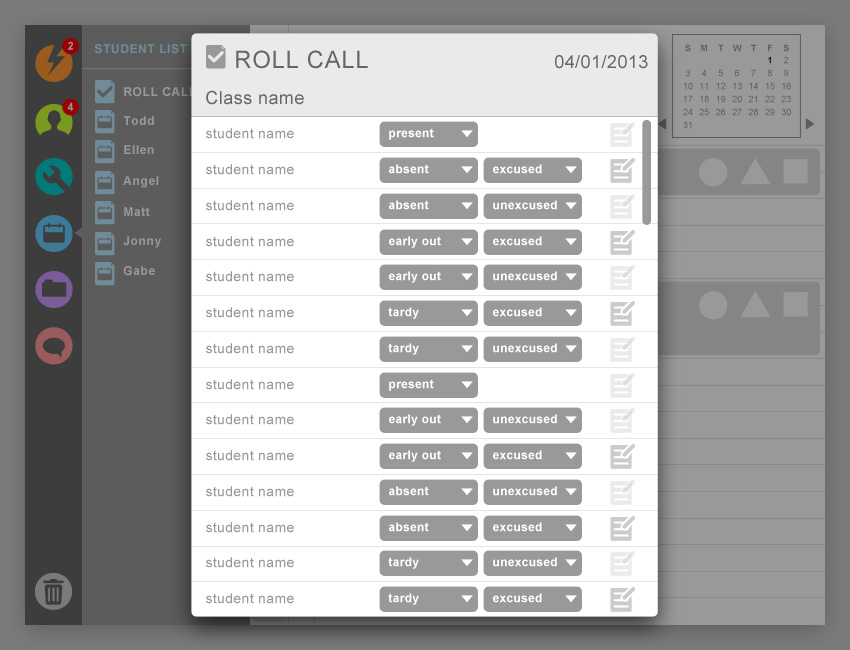 2
4
STUDENT LIST
ROLL CALL
Todd
Ellen
Angel
Matt
Jonny
Gabe
ROLL CALL
04/01/2013
Class name
student name present
student name absent excused
student name absent unexcused
student name early out excused
student name early out unexcused
student name tardy excused
student name tardy unexcused
student name present
student name early out unexcused
student name early out excused
student name absent unexcused
student name absent excused
student name tardy unexcused
student name tardy excused
S M T W T F S
1 2
3 4 5 6 7 8 9
10 11 12 13 14 15 16
17 18 19 20 21 22 23
24 25 26 27 28 29 30
31